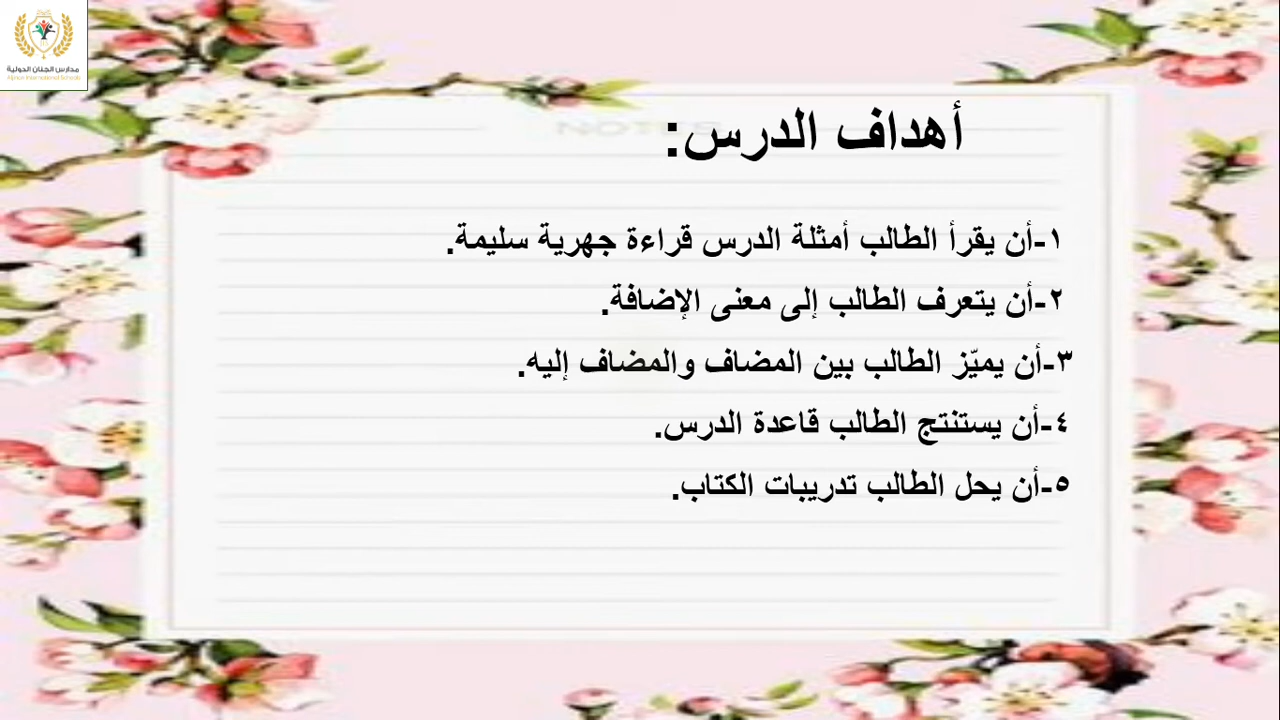 مدارس الجنان الدولية
أهداف الدرس:
١-أن يقرأ الطالب أمثلة الدرس قراءة جهرية سليمة.
٢-أن يتعرف الطالب إلى معنى الإضافة.
٣-أن يميّز الطالب بين المضاف والمضاف إليه.
٤-أن يستنتج الطالب قاعدة الدرس.
٥-أن يحل الطالب تدريبات الكتاب.